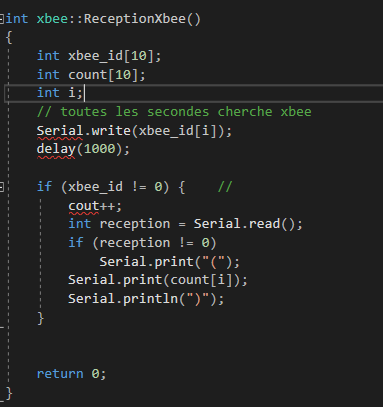 int xbee::ReceptionXbee()
{
    int xbee_id[10];
    int count[10];
    int i;
    // toutes les secondes cherche xbee
    Serial.write(xbee_id[i]);
    delay(1000);

    if (xbee_id != 0) {    //
        cout++;
        int reception = Serial.read();
        if (reception != 0)
            Serial.print("(");
        Serial.print(count[i]);
        Serial.println(")");
    }


    return 0;
}